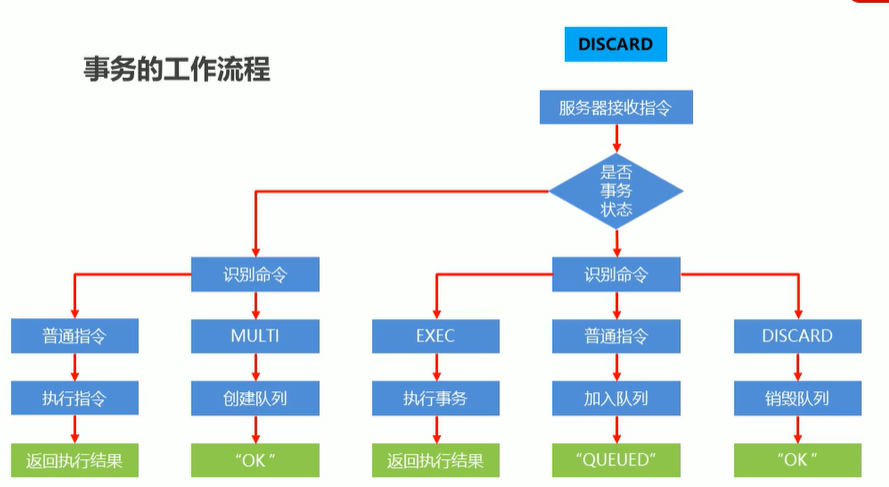 DISCARD
事务的工作流程
服务器接收指令
是否
事务
状态
识别命令
识别命令
普通指令
MULTI
EXEC
普通指令
DISCARD
执行指令
创建队列
执行事务
加入队列
销毁队列
返回执行结果
“OK ”
返回执行结果
“QUEUED”
“OK ”